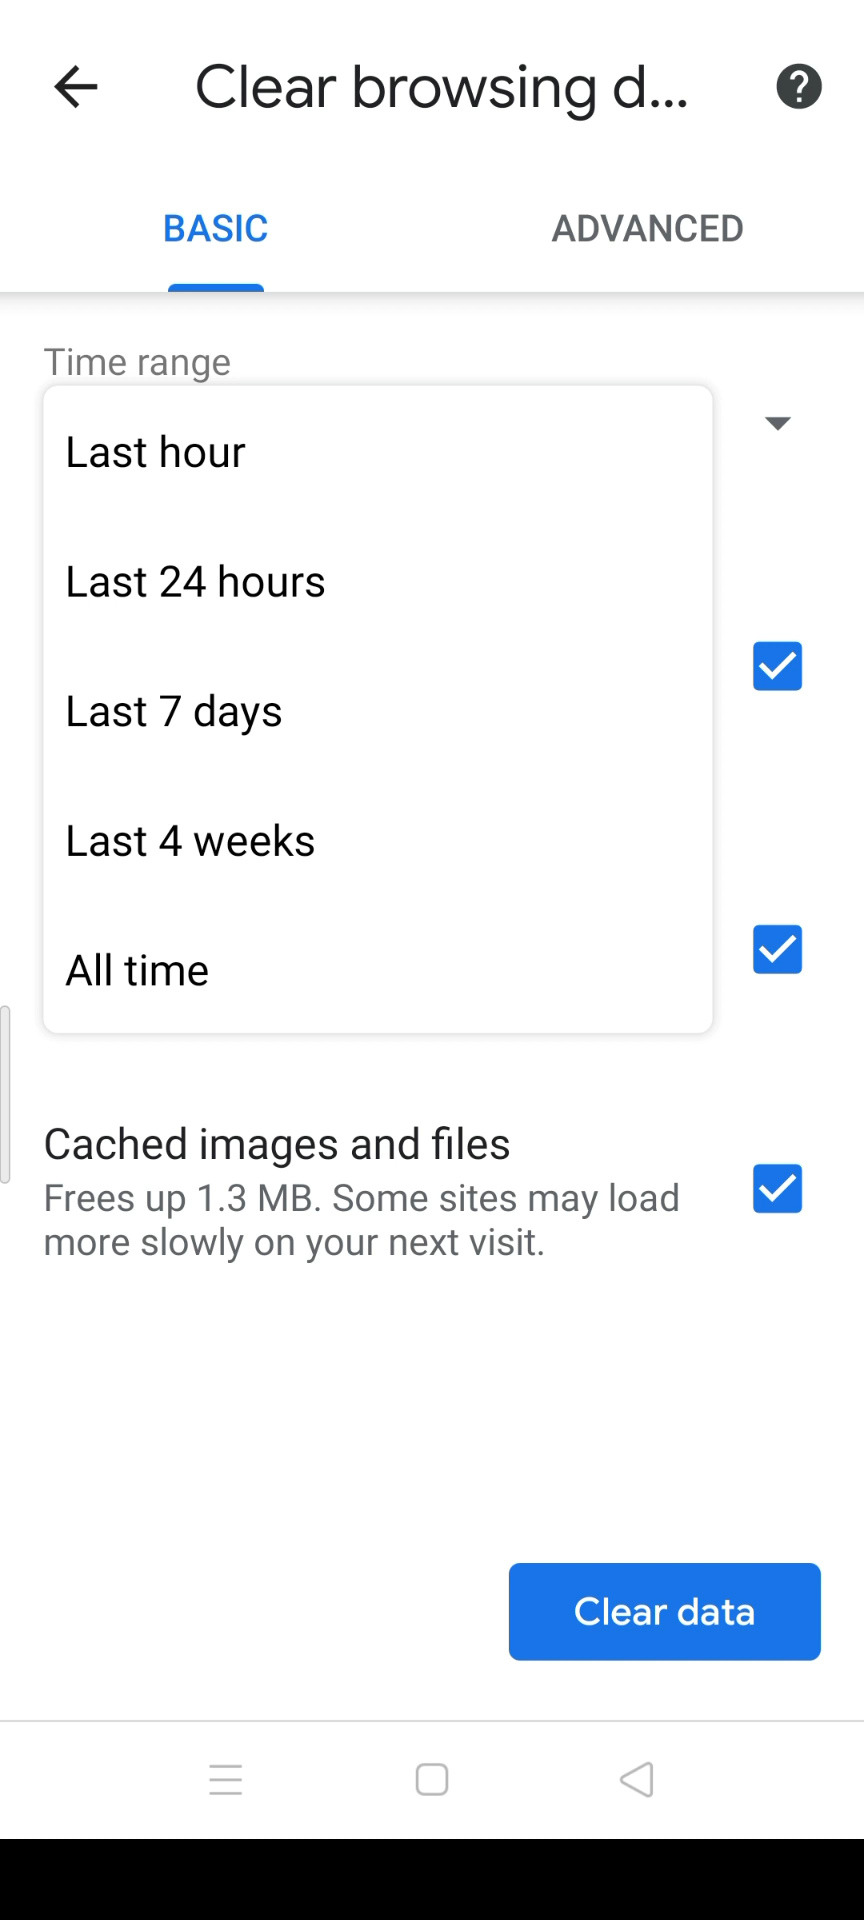 Clear browsing d...
BASIC
ADVANCED
Time range
Last hour
Last 24 hours
Last 7 days
Last 4 weeks
All time
Cached images and files
Frees up 1.3 MB. Some sites may load
more slowly on your next visit.
Clear data